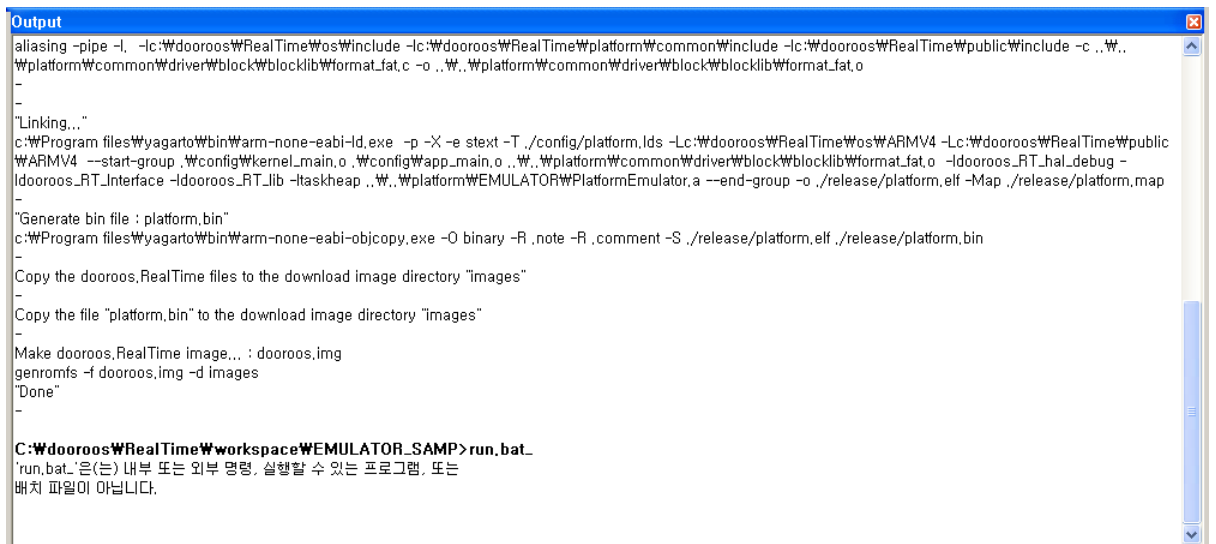 Output
aliasing -pipe -I, -Ic:₩dooroos₩RealTime₩os₩include -Ic:₩dooroos₩RealTime₩platform₩common₩include -Ic:₩dooroos₩RealTime₩public₩include -c ..₩..
₩platform₩common₩driver₩block₩blocklib₩format_fat.c -o ..₩..₩platform₩common₩driver₩block₩blocklib₩format_fat.o
-
-
"Linking..."
c:₩Program files₩yagarto₩bin₩arm-none-eabi-ld.exe -p -X -e stext -T ./config/platform.lds -Lc:₩dooroos₩RealTime₩os₩ARMV4 -Lc:₩dooroos₩RealTime₩public
₩ARMV4 --start-group .₩config₩kernel_main.o .₩config₩app_main.o ..₩..₩platform₩common₩driver₩block₩blocklib₩format_fat.o -ldooroos_RT_hal_debug -
ldooroos_RT_Interface -ldooroos_RT_lib -ltaskheap ..₩..₩platform₩EMULATOR₩PlatformEmulator.a --end-group -o ./release/platform.elf -Map ./release/platform.map
-
"Generate bin file : platform.bin"
c:₩Program files₩yagarto₩bin₩arm-none-eabi-objcopy.exe -O binary -R .note -R .comment -S ./release/platform.elf ./release/platform.bin
-
Copy the dooroos.RealTime files to the download image directory "images"
-
Copy the file "platform.bin" to the download image directory "images"
-
Make dooroos.RealTime image... : dooroos.img
genromfs -f dooroos.img -d images
"Done"
-
C:₩dooroos₩RealTime₩workspace₩EMULATOR_SAMP>run.bat_
'run.bat_'은(는) 내부 또는 외부 명령, 실행할 수 있는 프로그램, 또는
배치 파일이 아닙니다.